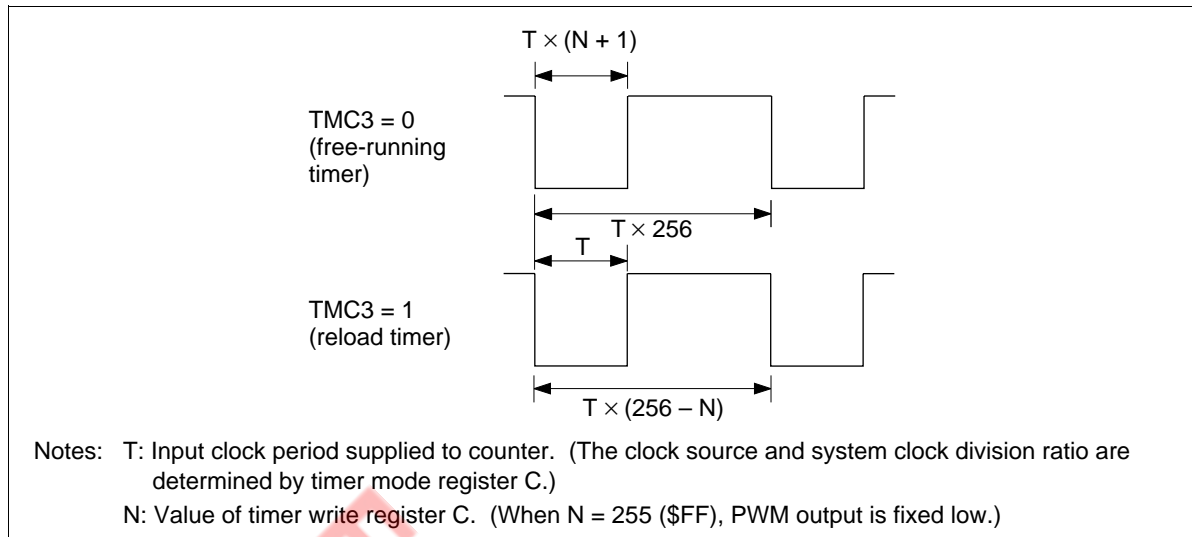 T × (N + 1)
TMC3 = 0
(free-running
timer)
T × 256
T
TMC3 = 1
(reload timer)
T × (256 – N)
Notes: T: Input clock period supplied to counter. (The clock source and system clock division ratio are
determined by timer mode register C.)
N: Value of timer write register C. (When N = 255 ($FF), PWM output is fixed low.)